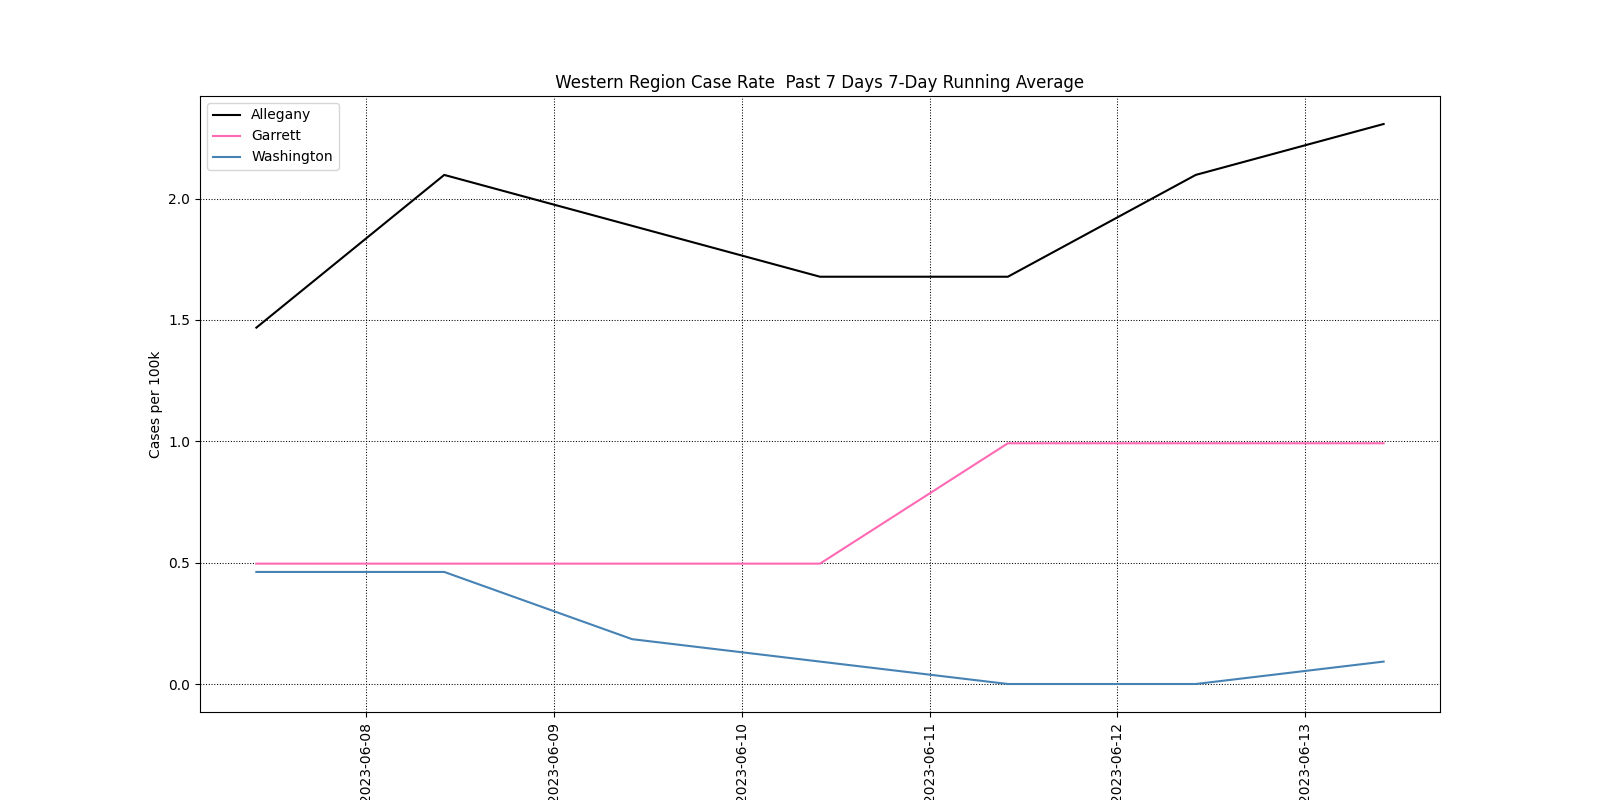 Western Region Case Rate  Past 7 Days 7-Day Running Average
Allegany
Garrett
Washington
Cases per 100k
2.0
1.5
1.0
0.5
0.0
2023-06-08
2023-06-09
2023-06-10
2023-06-11
2023-06-12
2023-06-13